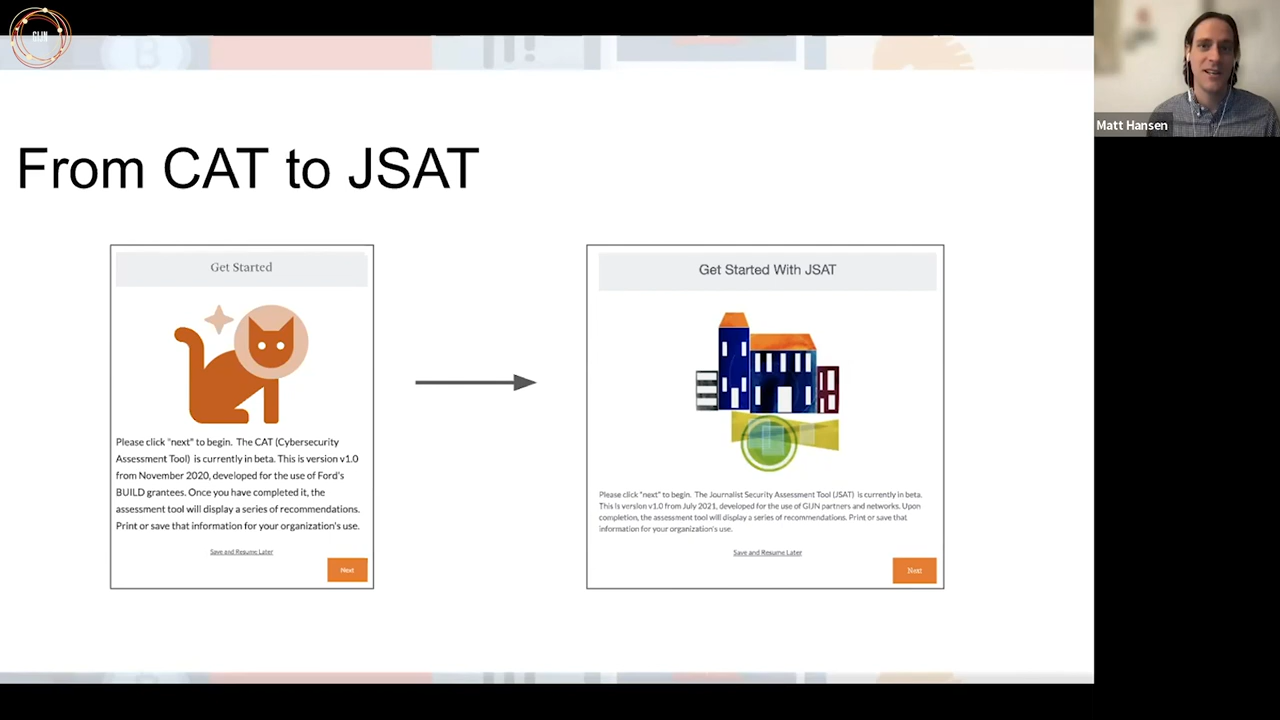 GIJN
Matt Hansen
From CAT to JSAT
Get Started
Please click "next" to begin. The CAT (Cybersecurity
Assessment Tool) is currently in beta. This is version v1.0
from November 2020, developed for the use of Ford's
BUILD grantees. Once you have completed it, the
assessment tool will display a series of recommendations.
Print or save that information for your organization's use.
Save and Resume Later
Next
Get Started With JSAT
Please click "next" to begin. The Journalist Security Assessment Tool (JSAT) is currently in beta.
This is version v1.0 from July 2021, developed for the use of GIJN partners and networks. Upon
completion, the assessment tool will display a series of recommendations. Print or save that
information for your organization's use.
Save and Resume Later
Next